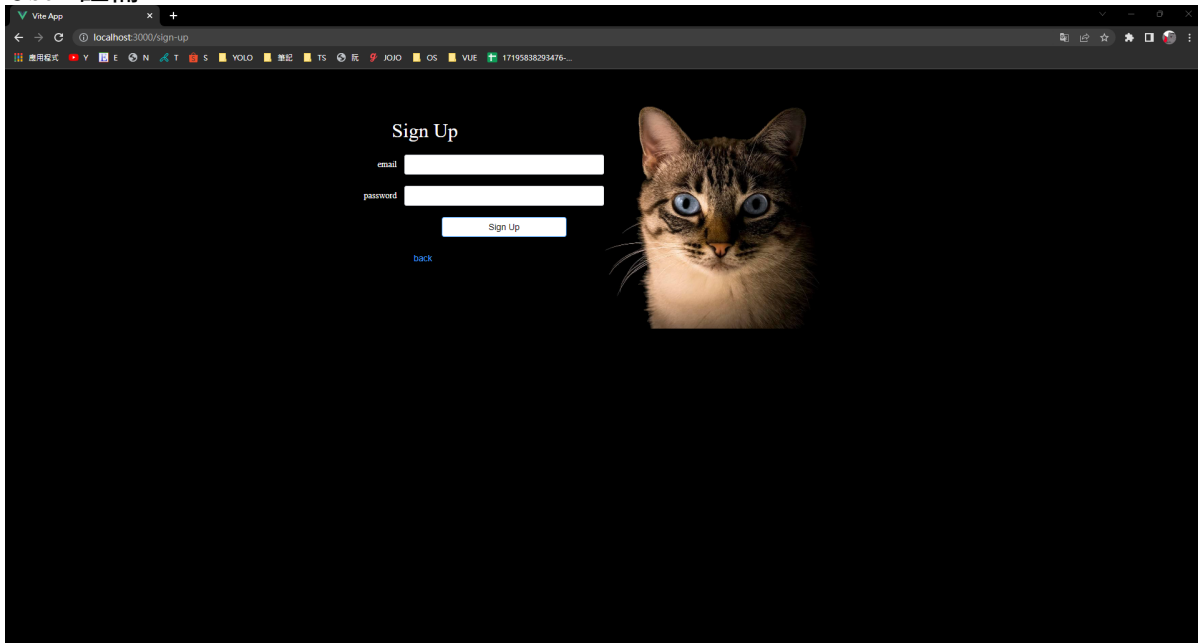 Vite App
localhost:3000/sign-up
應用程式 Y E N T S YOLO 筆記 TS 阮 JOJO OS VUE 17195838293476-...
Sign Up
email
password
Sign Up
back